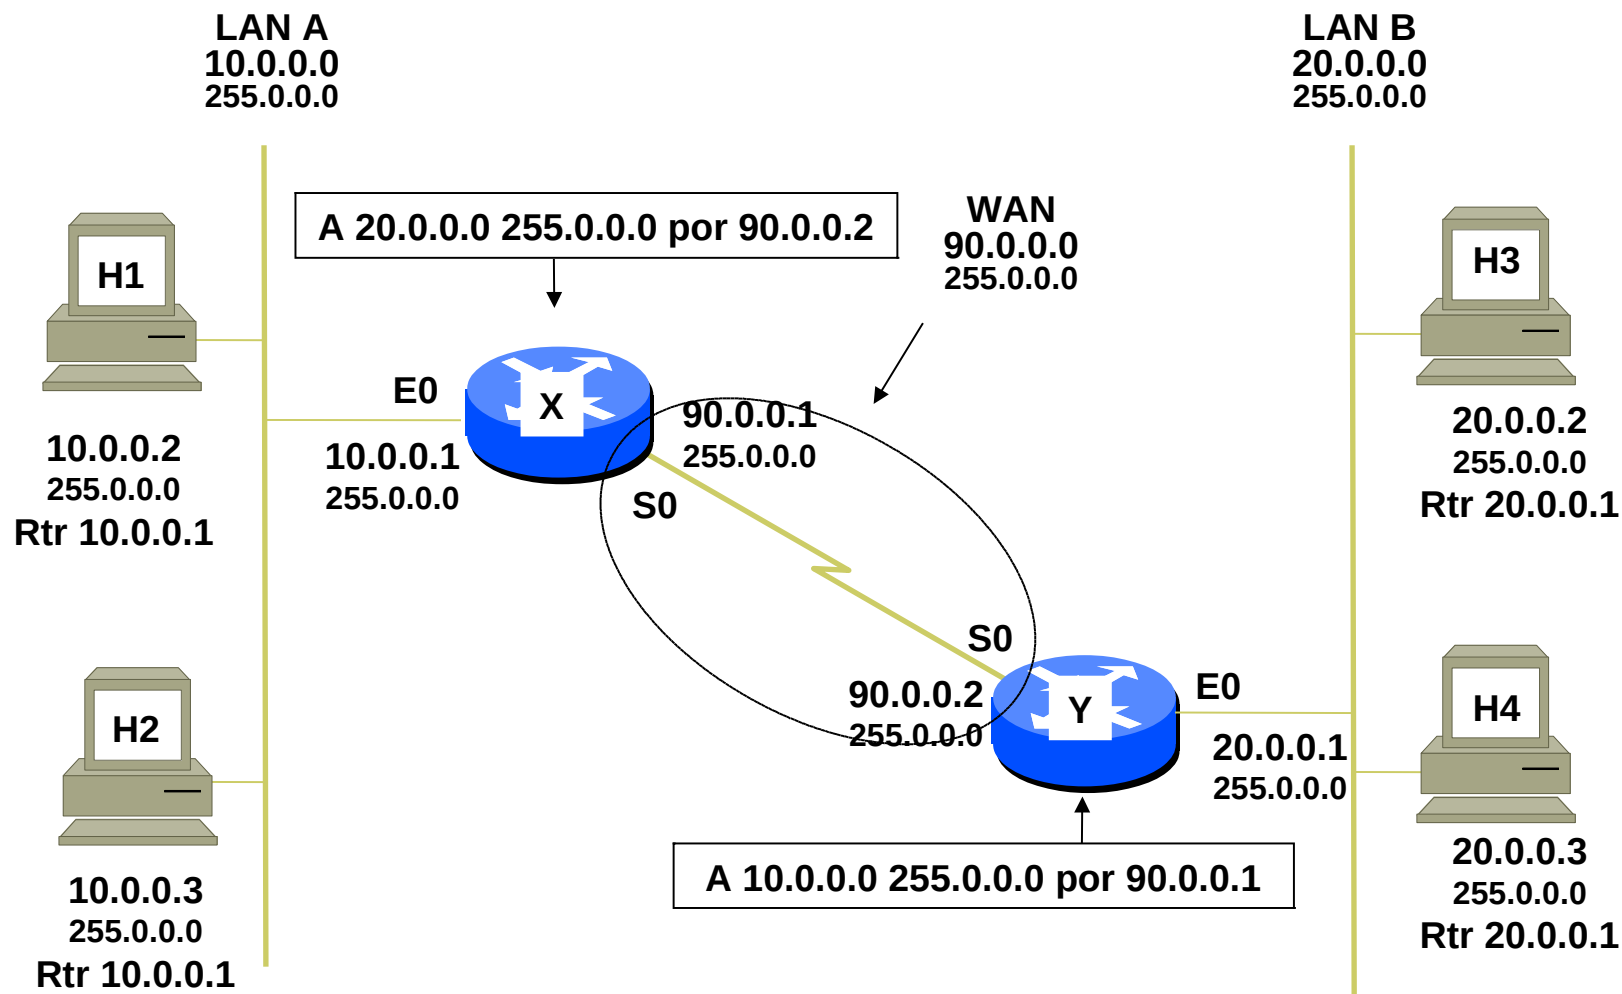 LAN A
10.0.0.0
255.0.0.0
LAN B
20.0.0.0
255.0.0.0
A 20.0.0.0 255.0.0.0 por 90.0.0.2
WAN
90.0.0.0
255.0.0.0
H1
10.0.0.2
255.0.0.0
Rtr 10.0.0.1
E0
10.0.0.1
255.0.0.0
X
90.0.0.1
255.0.0.0
S0
H3
20.0.0.2
255.0.0.0
Rtr 20.0.0.1
H2
10.0.0.3
255.0.0.0
Rtr 10.0.0.1
S0
90.0.0.2
255.0.0.0
Y
E0
20.0.0.1
255.0.0.0
H4
20.0.0.3
255.0.0.0
Rtr 20.0.0.1
A 10.0.0.0 255.0.0.0 por 90.0.0.1